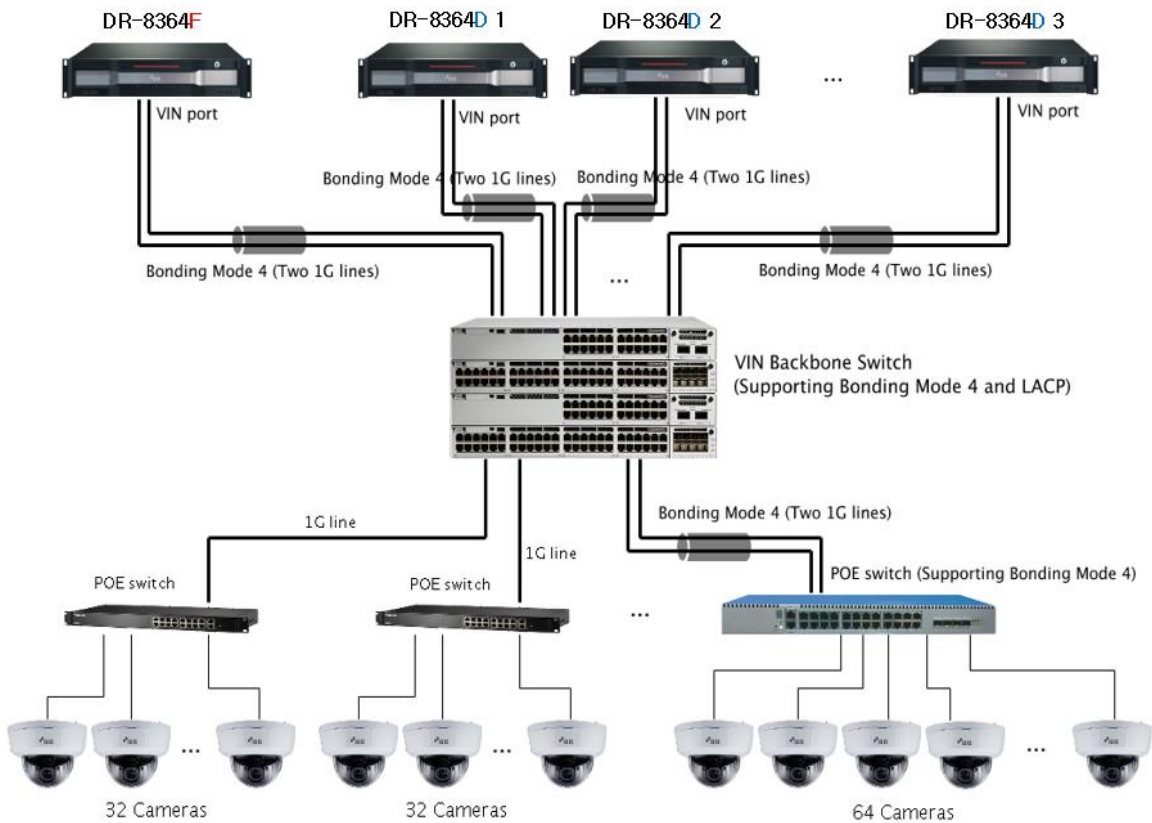 DR-8364F
DR-8364D 1
DR-8364D 2
DR-8364D 3
...
VIN port
VIN port
VIN port
VIN port
Bonding Mode 4 (Two 1G lines)
Bonding Mode 4 (Two 1G lines)
Bonding Mode 4 (Two 1G lines)
Bonding Mode 4 (Two 1G lines)
...
VIN Backbone Switch
(Supporting Bonding Mode 4 and LACP)
1G line
1G line
Bonding Mode 4 (Two 1G lines)
POE switch
POE switch
POE switch (Supporting Bonding Mode 4)
...
...
...
...
32 Cameras
32 Cameras
64 Cameras